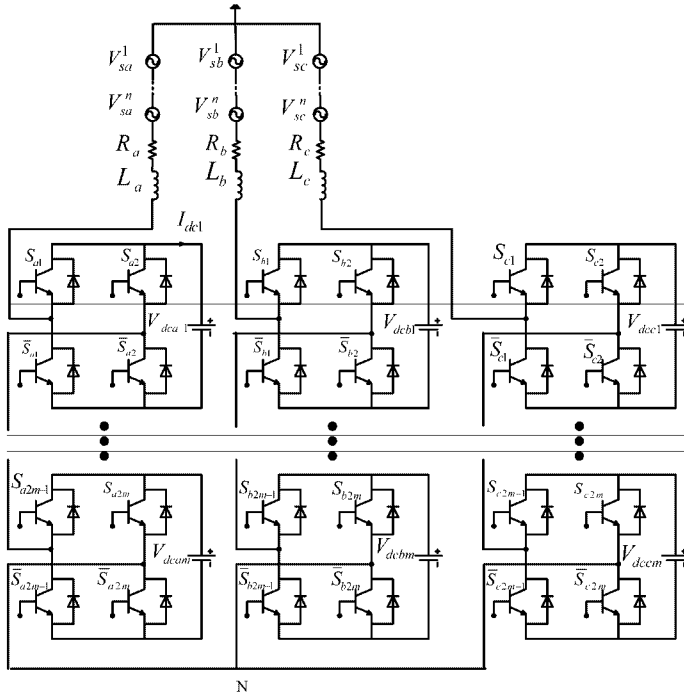 V_sa^1 V_sb^1 V_sc^1
V_sa^n V_sb^n V_sc^n
R_a R_b R_c
L_a L_b L_c
I_dc1
S_a1 S_a2 S_b1 S_b2 S_c1 S_c2
V_dca1 V_dcb1 V_dcc1
S̅_a1 S̅_a2 S̅_b1 S̅_b2 S̅_c1 S̅_c2
S_a2m-1 S_a2m S_b2m-1 S_b2m S_c2m-1 S_c2m
V_dcam V_dcbm V_dccm
S̅_a2m-1 S̅_a2m S̅_b2m-1 S̅_b2m S̅_c2m-1 S̅_c2m
N